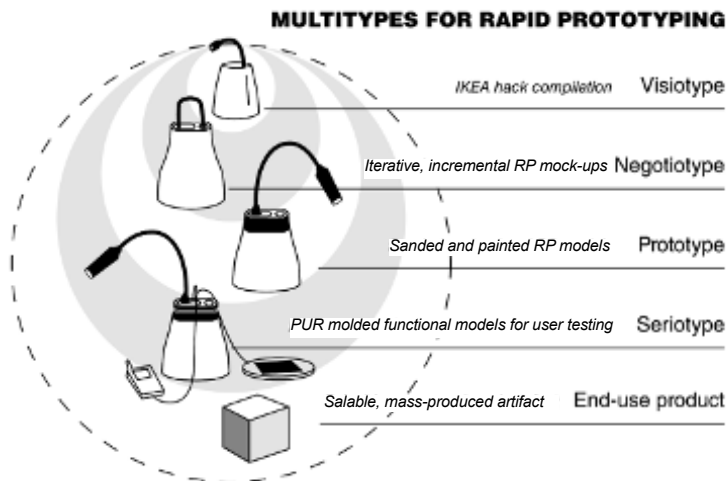 MULTITYPES FOR RAPID PROTOTYPING
IKEA hack compilation Visiotype
Iterative, incremental RP mock-ups Negotiotype
Sanded and painted RP models Prototype
PUR molded functional models for user testing Seriotype
Salable, mass-produced artifact End-use product